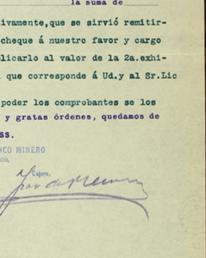 la suma de
ivamente,que se sirvió remitir-
cheque á nuestro favor y cargo
plicarlo al valor de la 2a.exhi-
que corresponde á Ud.y al Sr.Lic
poder los comprobantes se los
y gratas órdenes, quedamos de
SS.
NCO MINERO
Cajero,